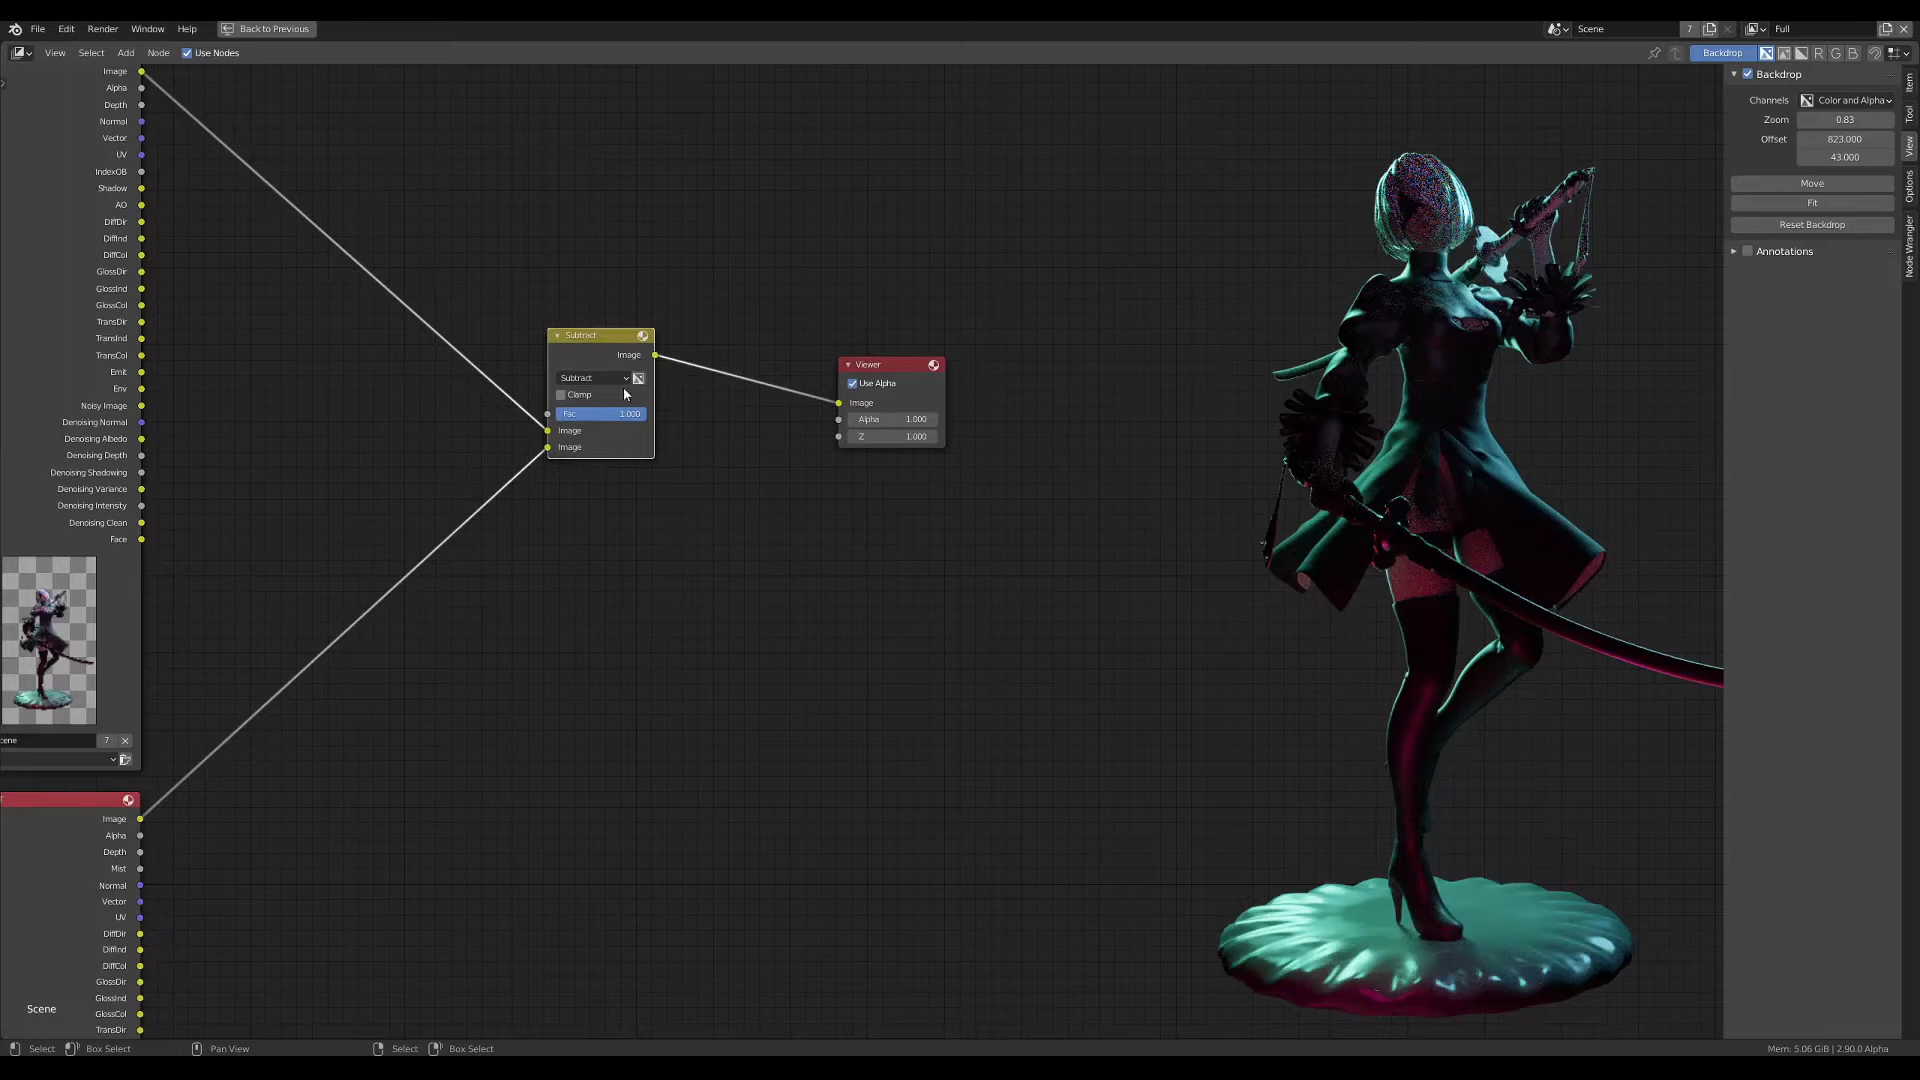 File Edit Render Window Help Back to Previous Scene 7 Full
View Select Add Node Use Nodes Backdrop R G B
Image
Alpha
Depth
Normal
Vector
UV
IndexOB
Shadow
AO
DiffDir
DiffInd
DiffCol
GlossDir
GlossInd
GlossCol
TransDir
TransInd
TransCol
Emit
Env
Noisy Image
Denoising Normal
Denoising Albedo
Denoising Depth
Denoising Shadowing
Denoising Variance
Denoising Intensity
Denoising Clean
Face
cene 7
Image
Alpha
Depth
Mist
Normal
Vector
UV
DiffDir
DiffInd
DiffCol
GlossDir
GlossInd
GlossCol
TransDir
Scene
Subtract
Image
Subtract
Clamp
Fac 1.000
Image
Image
Viewer
Use Alpha
Image
Alpha 1.000
Z 1.000
Backdrop
Channels Color and Alpha
Zoom 0.83
Offset 823.000
43.000
Move
Fit
Reset Backdrop
Annotations
Item
Tool
View
Options
Node Wrangler
Select Box Select Pan View Select Box Select Mem: 5.06 GiB | 2.90.0 Alpha